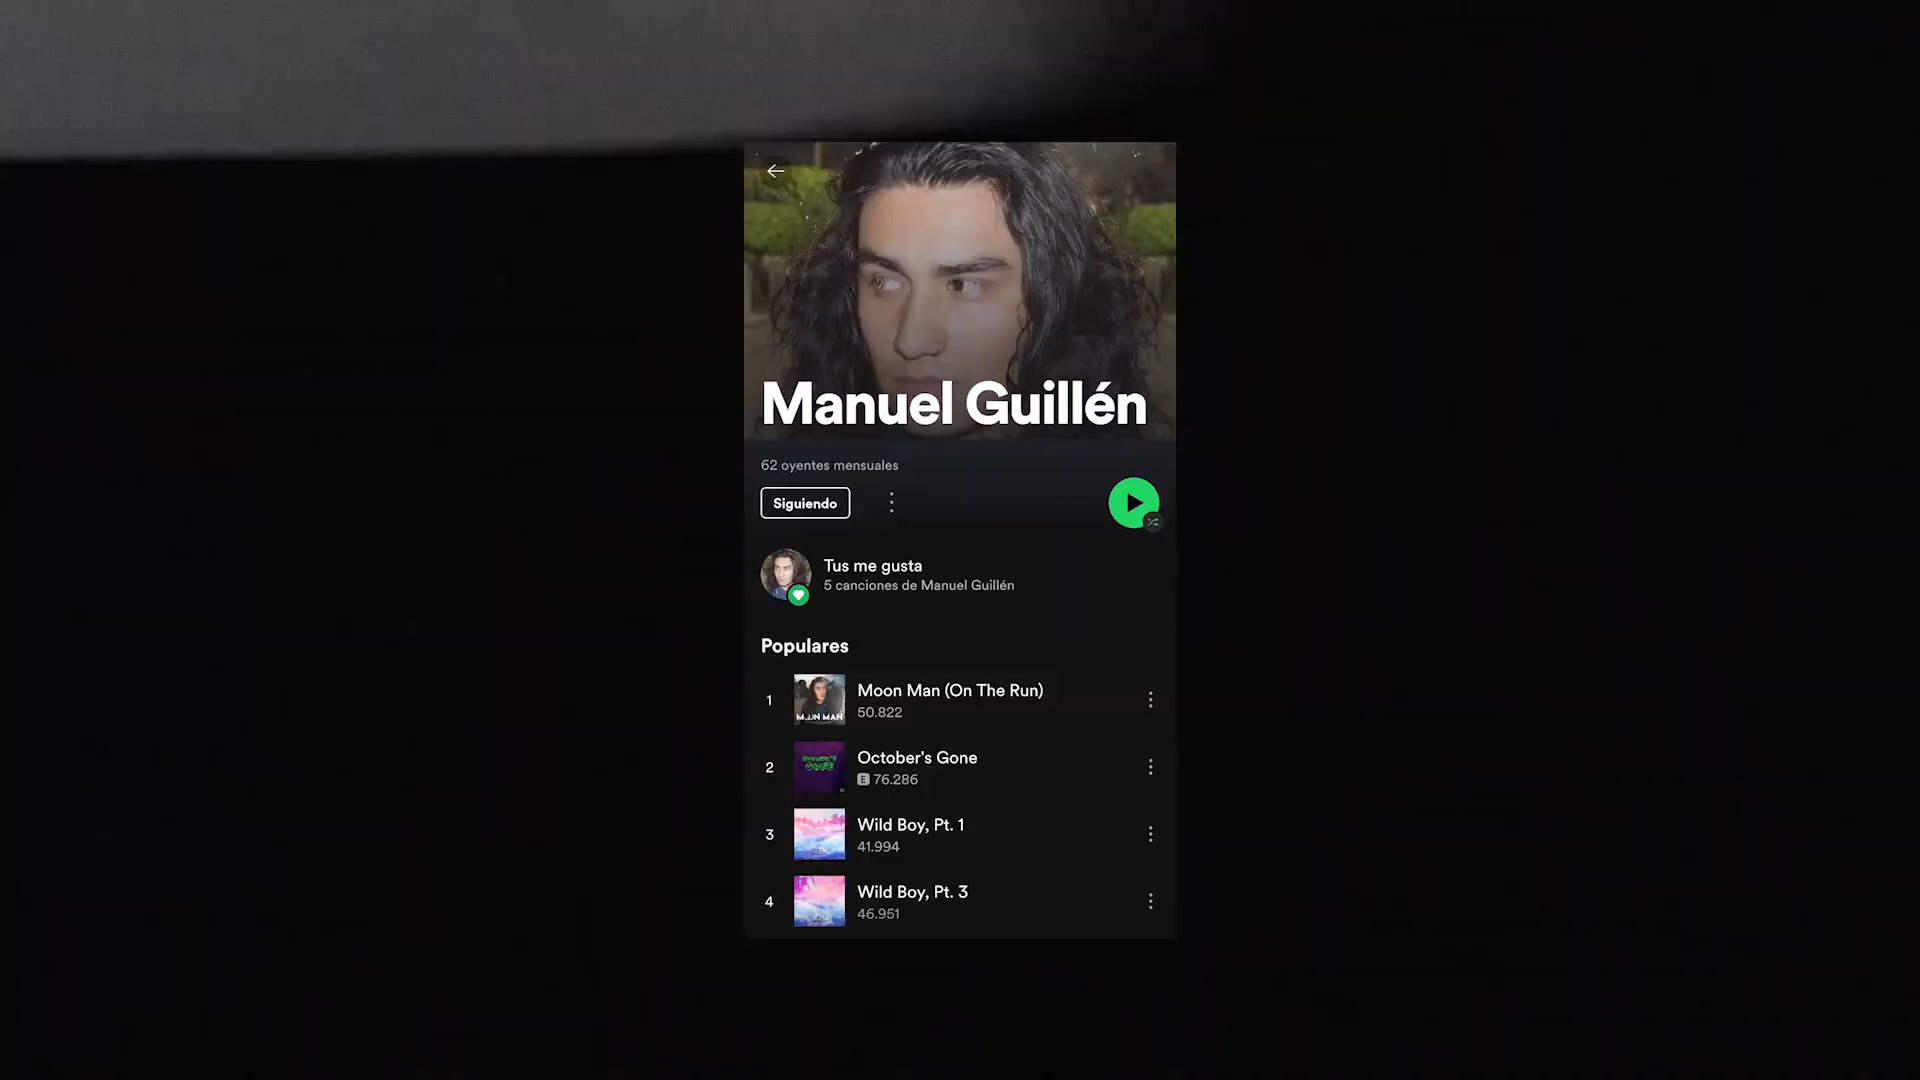 Manuel Guillén
62 oyentes mensuales
Siguiendo
Tus me gusta
5 canciones de Manuel Guillén
Populares
1
MOON MAN
Moon Man (On The Run)
50.822
2
October's Gone
E 76.286
3
Wild Boy, Pt. 1
41.994
4
Wild Boy, Pt. 3
46.951